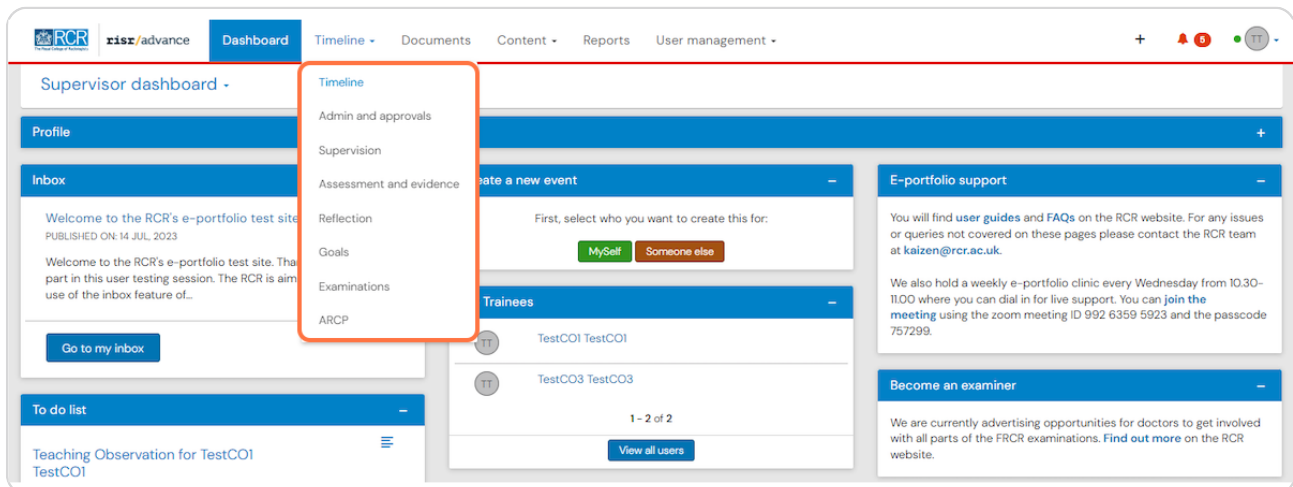 RCR
risr/advance
Dashboard
Timeline
Documents
Content
Reports
User management
5
TT
Supervisor dashboard
Timeline
Admin and approvals
Supervision
Assessment and evidence
Reflection
Goals
Examinations
ARCP
Profile
Inbox
Welcome to the RCR's e-portfolio test site
PUBLISHED ON: 14 JUL, 2023
Welcome to the RCR's e-portfolio test site.
part in this user testing session. The RCR is aim
use of the inbox feature of...
Go to my inbox
To do list
Teaching Observation for TestCO1
TestCO1
eate a new event
First, select who you want to create this for:
MySelf
Someone else
Trainees
TT
TestCO1 TestCO1
TT
TestCO3 TestCO3
1 - 2 of 2
View all users
E-portfolio support
You will find user guides and FAQs on the RCR website. For any issues
or queries not covered on these pages please contact the RCR team
at kaizen@rcr.ac.uk.
We also hold a weekly e-portfolio clinic every Wednesday from 10.30-
11.00 where you can dial in for live support. You can join the
meeting using the zoom meeting ID 992 6359 5923 and the passcode
757299.
Become an examiner
We are currently advertising opportunities for doctors to get involved
with all parts of the FRCR examinations. Find out more on the RCR
website.